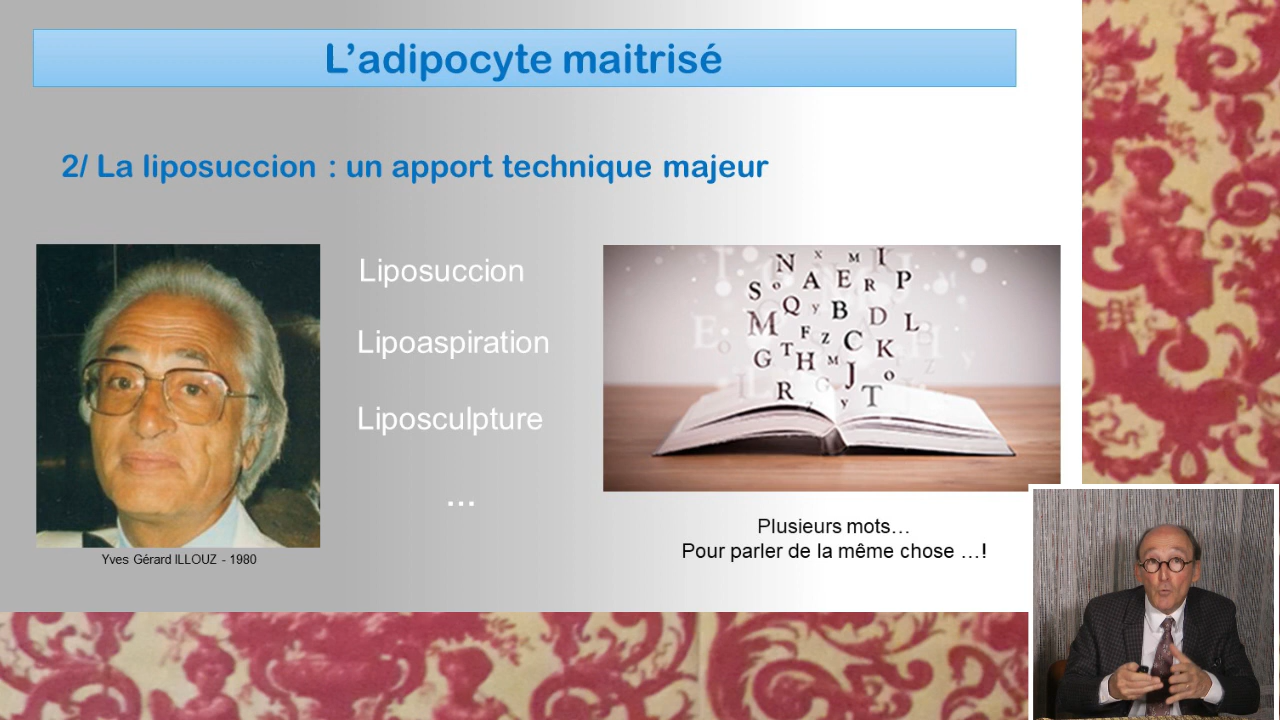 L’adipocyte maitrisé
2/ La liposuccion : un apport technique majeur
Liposuccion
Lipoaspiration
Liposculpture
...
Yves Gérard ILLOUZ - 1980
N X M I
S o A E R P
Q Y B D
M F Z C L
G T H M K
J o
R G
Z Y T
E
Plusieurs mots…
Pour parler de la même chose …!